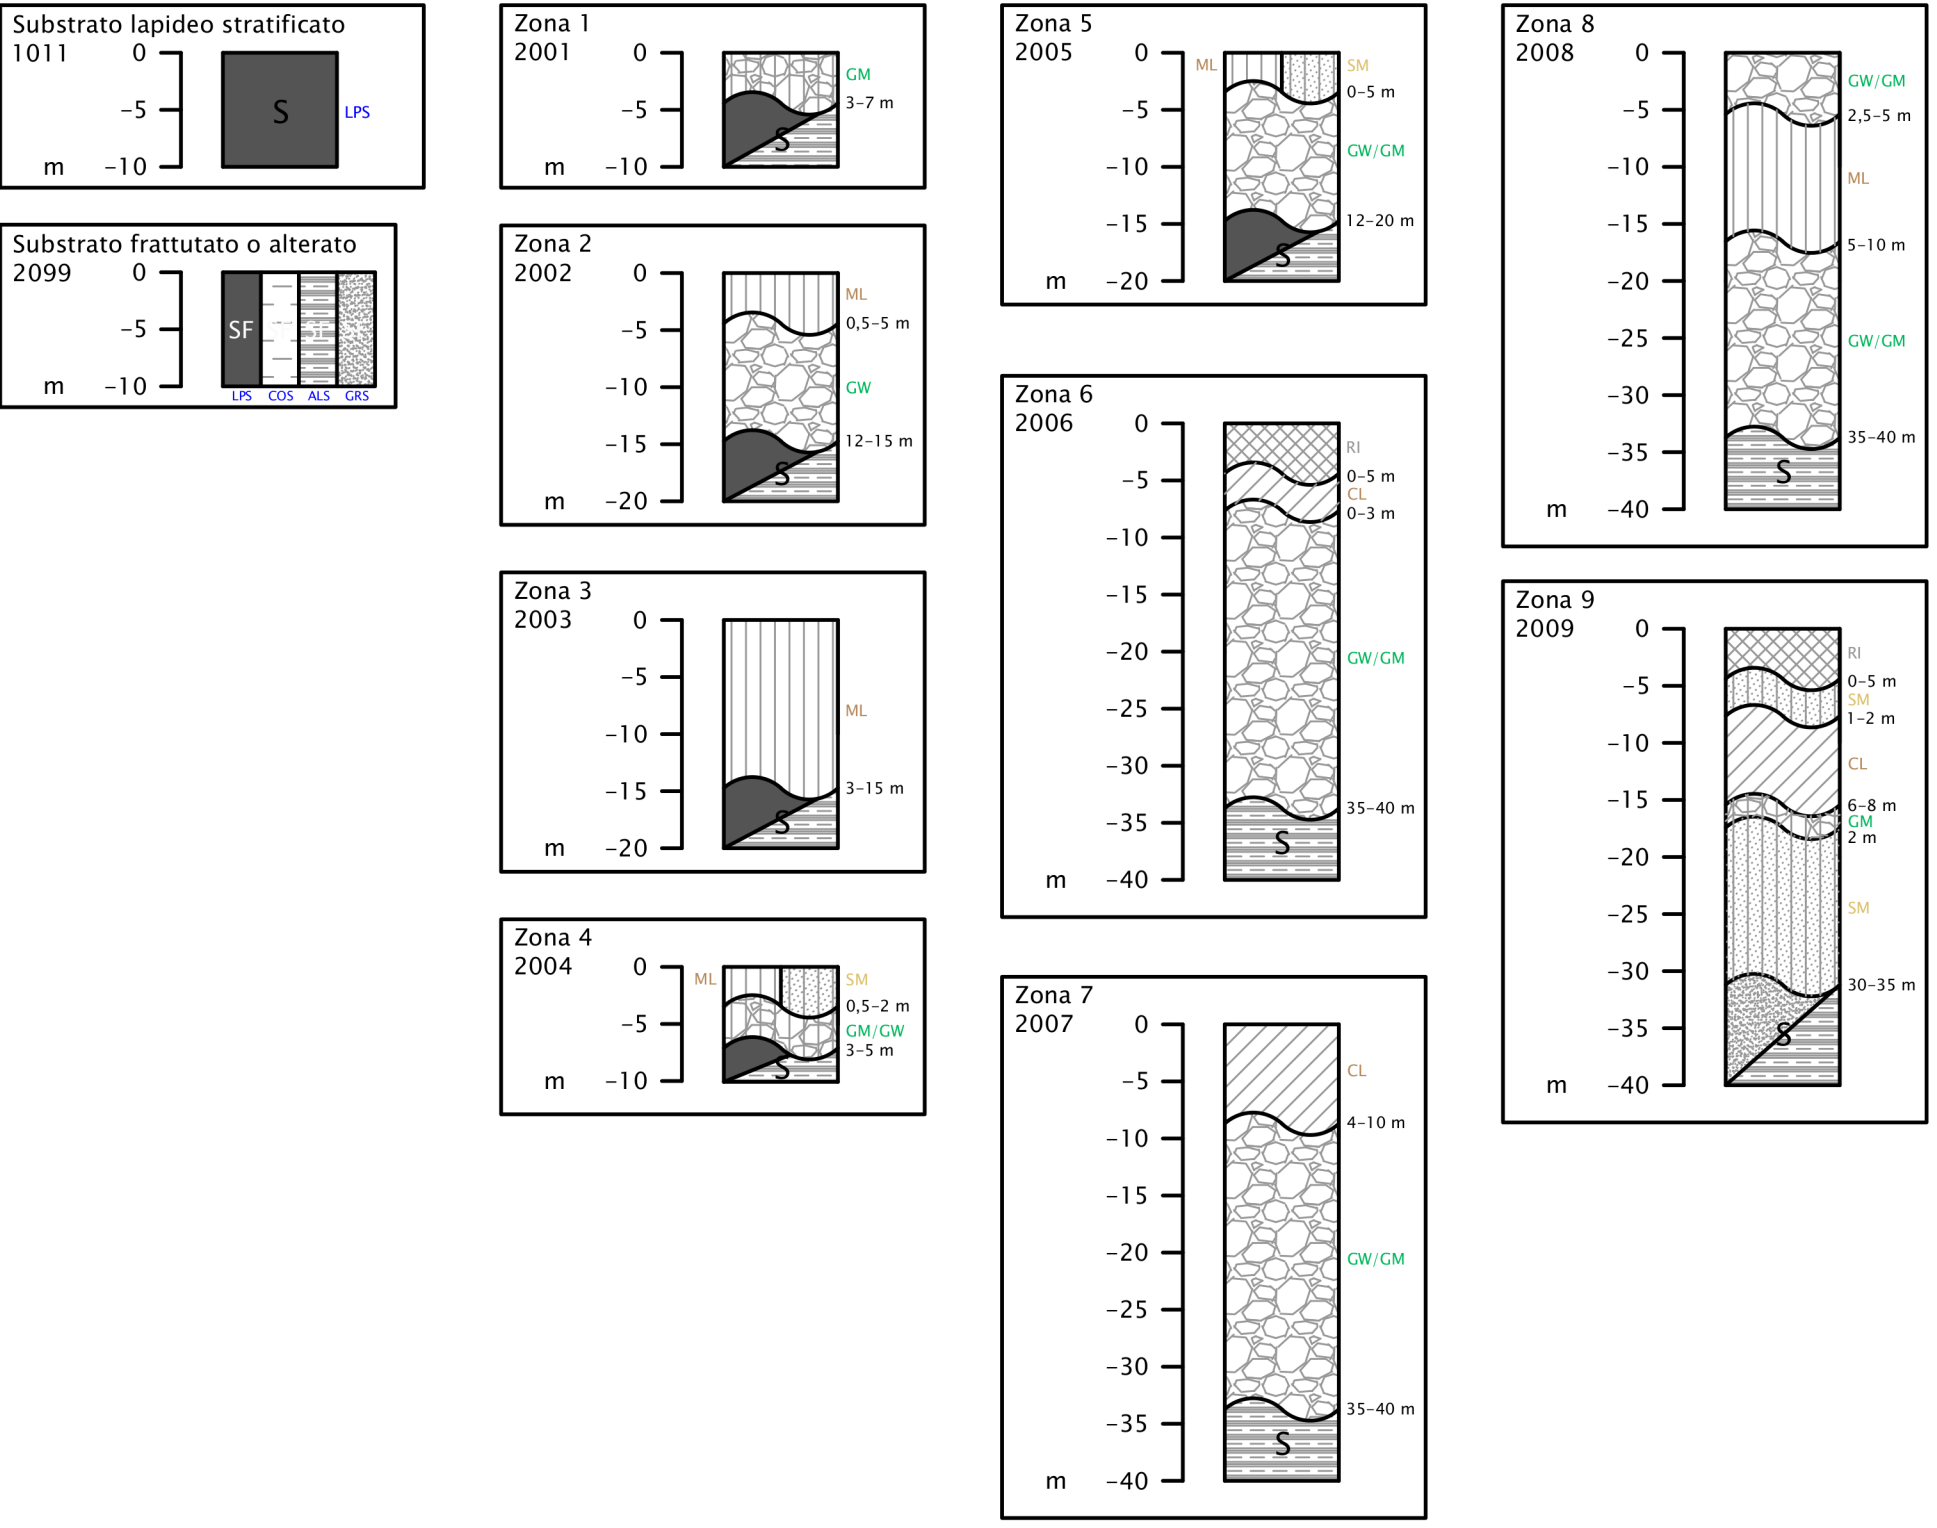 Substrato lapideo stratificato
1011
0
−5
−10
m
S
LPS
Substrato frattutato o alterato
2099
0
−5
−10
m
SF SF SF SF
LPS COS ALS GRS
Zona 1
2001
0
−5
−10
m
GM
3−7 m
S
Zona 2
2002
0
−5
−10
−15
−20
m
ML
0,5−5 m
GW
12−15 m
S
Zona 3
2003
0
−5
−10
−15
−20
m
ML
3−15 m
S
Zona 4
2004
0
−5
−10
m
ML
SM
0,5−2 m
GM/GW
3−5 m
S
Zona 5
2005
0
−5
−10
−15
−20
m
ML
SM
0−5 m
GW/GM
12−20 m
S
Zona 6
2006
0
−5
−10
−15
−20
−25
−30
−35
−40
m
RI
0−5 m
CL
0−3 m
GW/GM
35−40 m
S
Zona 7
2007
0
−5
−10
−15
−20
−25
−30
−35
−40
m
CL
4−10 m
GW/GM
35−40 m
S
Zona 8
2008
0
−5
−10
−15
−20
−25
−30
−35
−40
m
GW/GM
2,5−5 m
ML
5−10 m
GW/GM
35−40 m
S
Zona 9
2009
0
−5
−10
−15
−20
−25
−30
−35
−40
m
RI
0−5 m
SM
1−2 m
CL
6−8 m
GM
2 m
SM
30−35 m
S